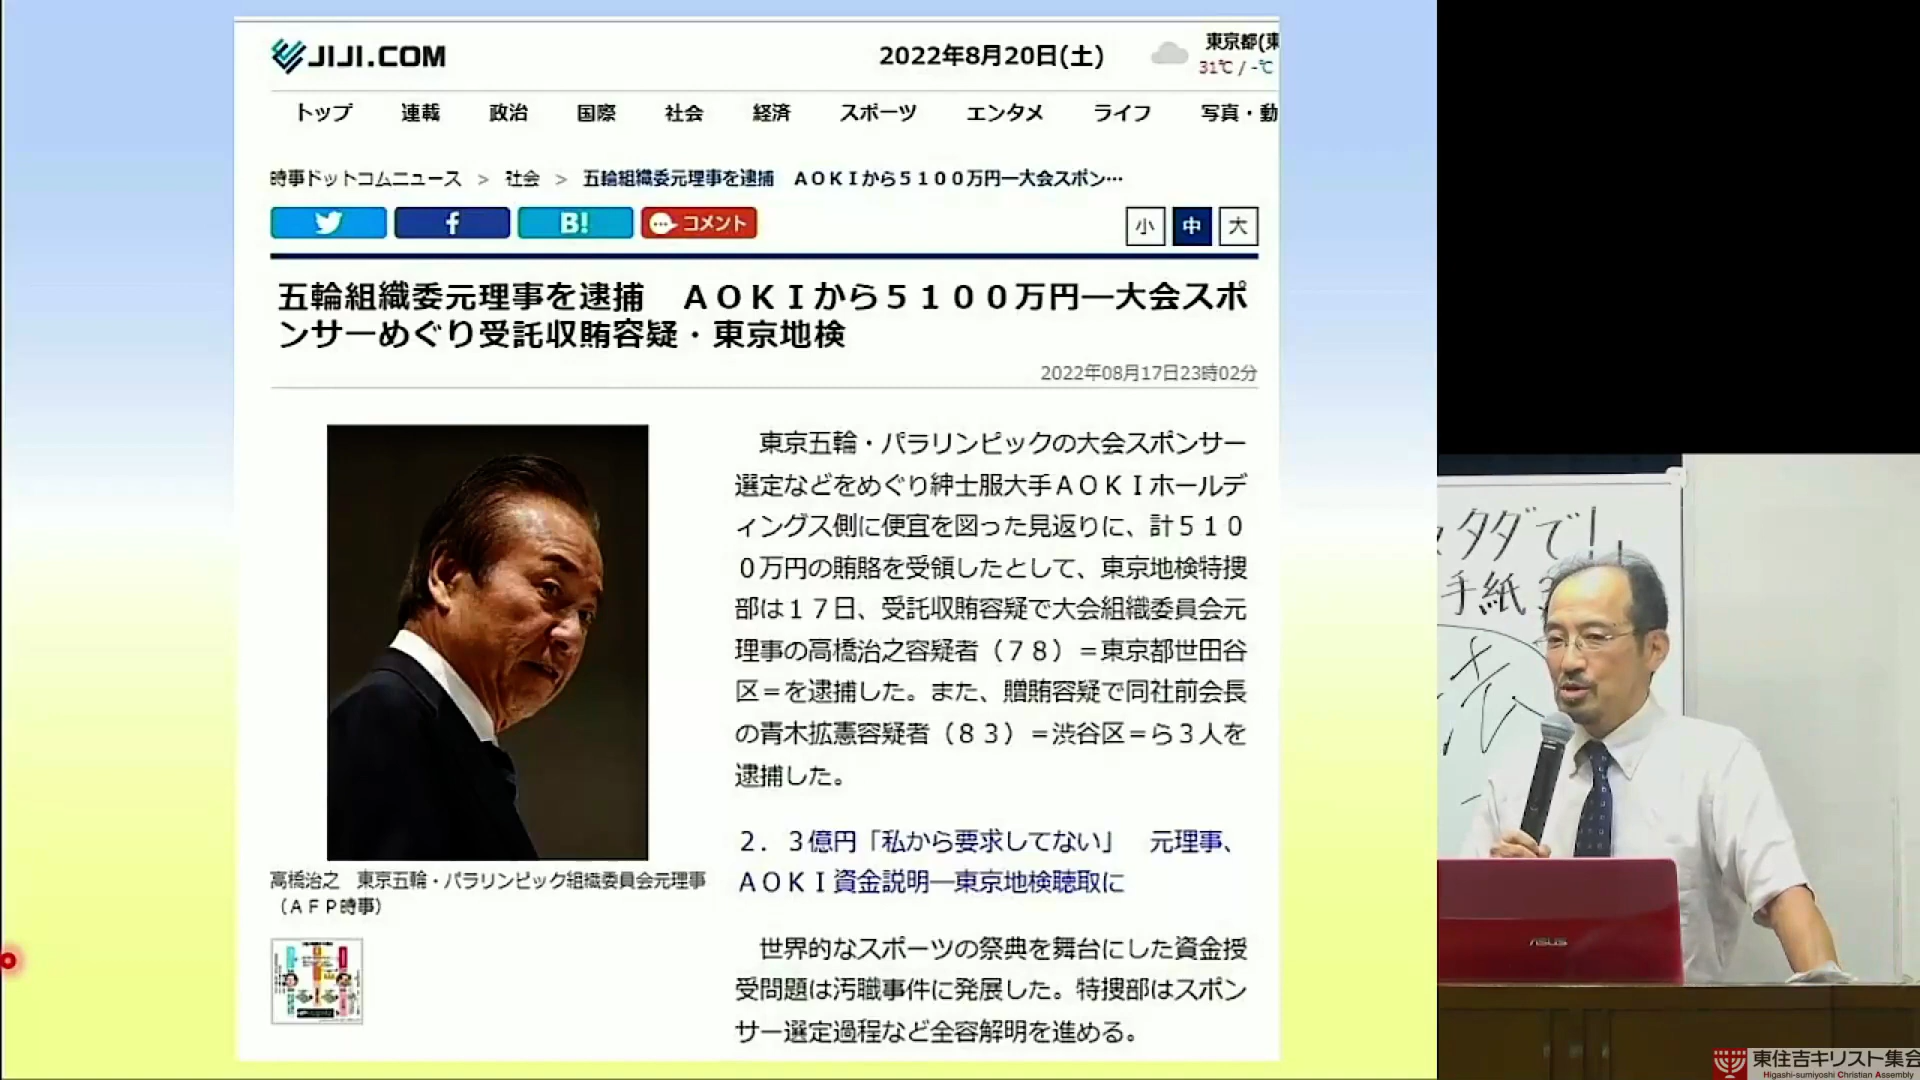 JIJI.COM
2022年8月20日(土)
東京都(東
31℃ / -℃
トップ 連載 政治 国際 社会 経済 スポーツ エンタメ ライフ 写真・動
時事ドットコムニュース > 社会 > 五輪組織委元理事を逮捕　ＡＯＫＩから５１００万円―大会スポン…
B! コメント
小 中 大
五輪組織委元理事を逮捕　ＡＯＫＩから５１００万円―大会スポ
ンサーめぐり受託収賄容疑・東京地検
2022年08月17日23時02分
東京五輪・パラリンピックの大会スポンサー
選定などをめぐり紳士服大手ＡＯＫＩホールデ
ィングス側に便宜を図った見返りに、計５１０
０万円の賄賂を受領したとして、東京地検特捜
部は１７日、受託収賄容疑で大会組織委員会元
理事の高橋治之容疑者（７８）＝東京都世田谷
区＝を逮捕した。また、贈賄容疑で同社前会長
の青木拡憲容疑者（８３）＝渋谷区＝ら３人を
逮捕した。
２．３億円「私から要求してない」　元理事、
ＡＯＫＩ資金説明―東京地検聴取に
世界的なスポーツの祭典を舞台にした資金授
受問題は汚職事件に発展した。特捜部はスポン
サー選定過程など全容解明を進める。
高橋治之　東京五輪・パラリンピック組織委員会元理事
（ＡＦＰ時事）
タダで!
手紙
法
ASUS
東住吉キリスト集会
Higashi-sumiyoshi Christian Assembly